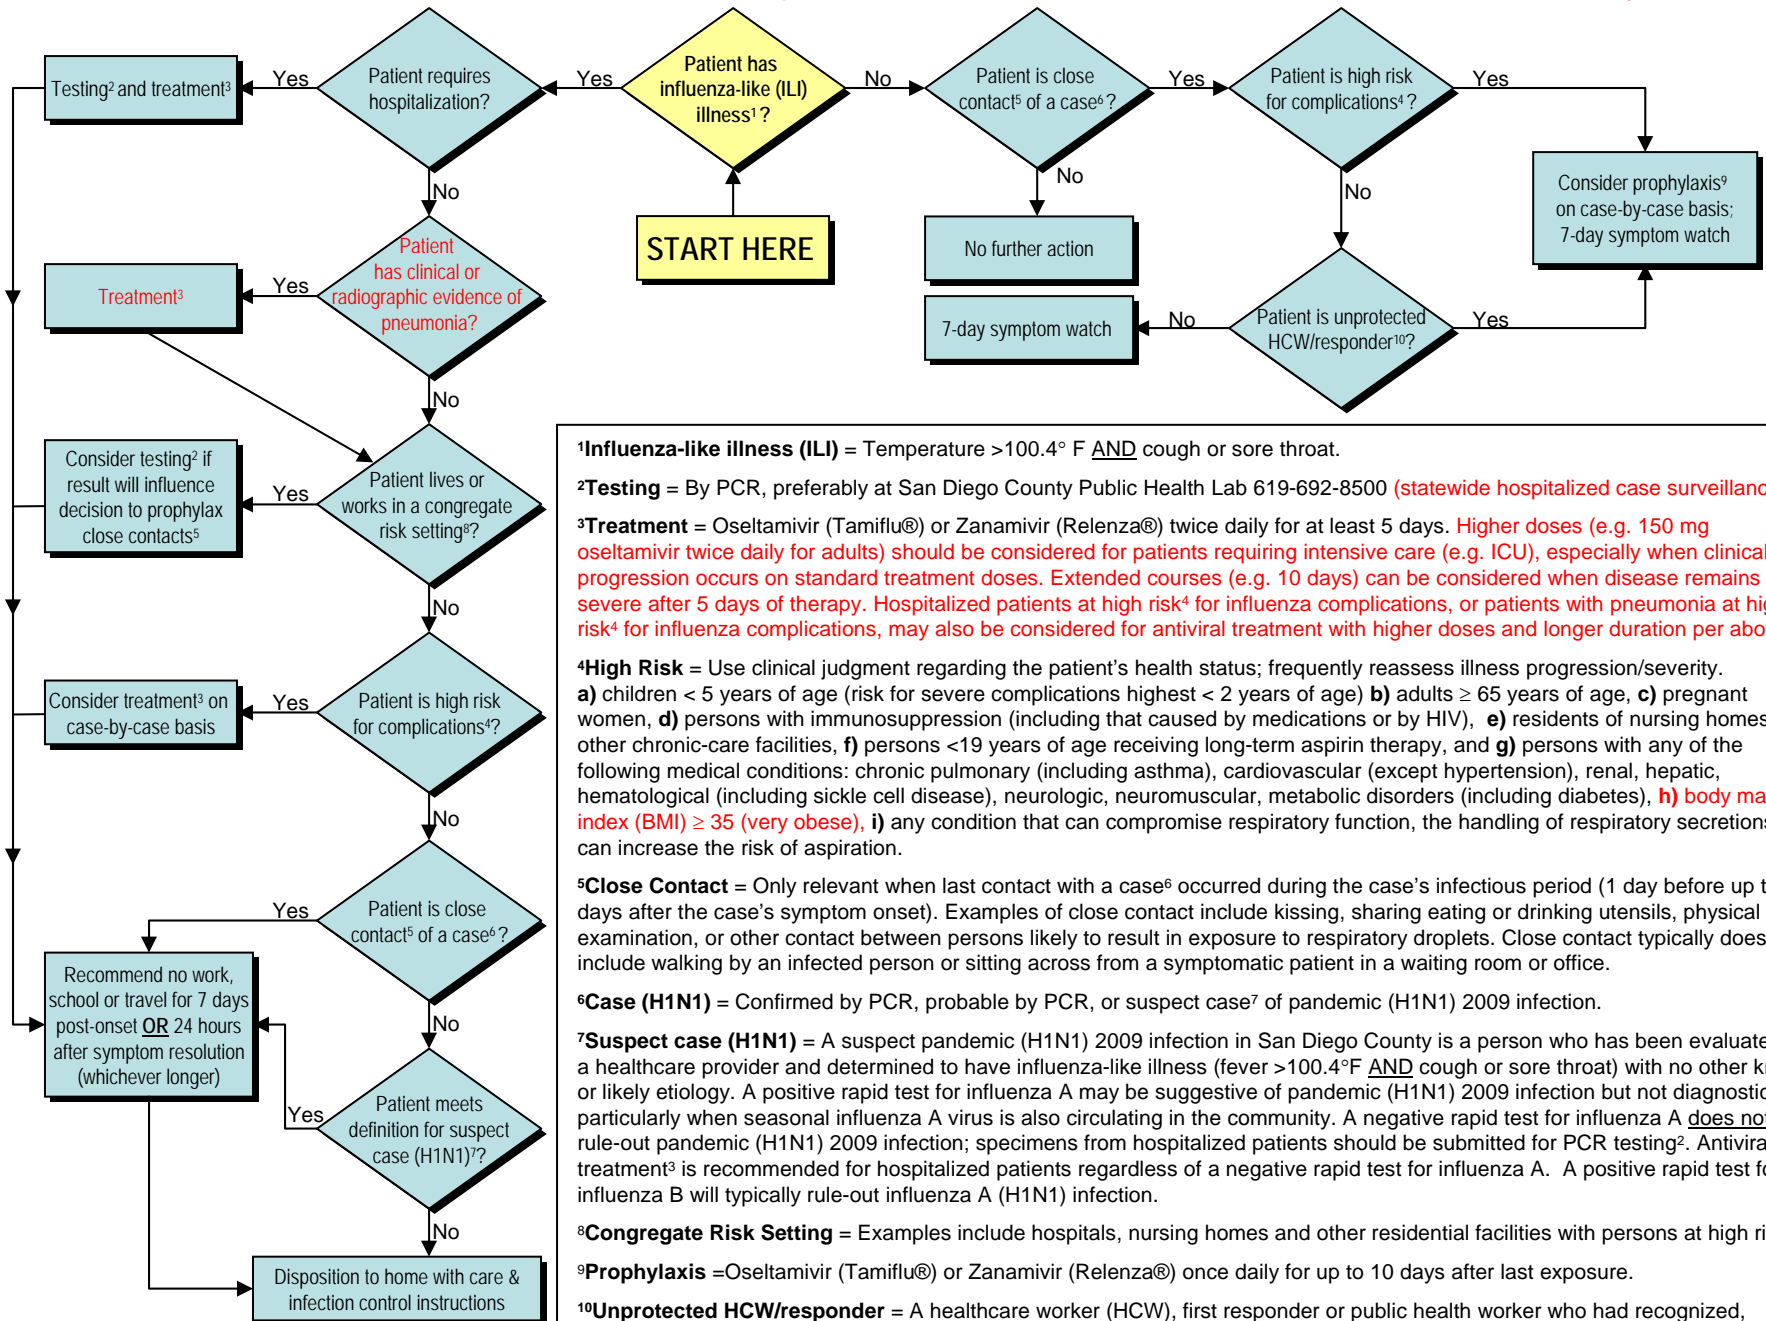 Testing² and treatment³
Yes
Patient requires
hospitalization?
Yes
Patient has
influenza-like (ILI)
illness¹ ?
No
Patient is close
contact⁵ of a case⁶ ?
Yes
Patient is high risk
for complications⁴ ?
Yes
No
No
No
START HERE
No further action
Consider prophylaxis⁹
on case-by-case basis;
7-day symptom watch
Treatment³
Yes
Patient
has clinical or
radiographic evidence of
pneumonia?
7-day symptom watch
No
Patient is unprotected
HCW/responder¹⁰?
Yes
No
Consider testing² if
result will influence
decision to prophylax
close contacts⁵
Yes
Patient lives or
works in a congregate
risk setting⁸?
No
Consider treatment³ on
case-by-case basis
Yes
Patient is high risk
for complications⁴?
No
Yes
Patient is close
contact⁵ of a case⁶ ?
No
Recommend no work,
school or travel for 7 days
post-onset OR 24 hours
after symptom resolution
(whichever longer)
Yes
Patient meets
definition for suspect
case (H1N1)⁷?
No
Disposition to home with care &
infection control instructions
¹Influenza-like illness (ILI) = Temperature >100.4° F AND cough or sore throat.
²Testing = By PCR, preferably at San Diego County Public Health Lab 619-692-8500 (statewide hospitalized case
³Treatment = Oseltamivir (Tamiflu®) or Zanamivir (Relenza®) twice daily for at least 5 days. Higher doses (e.g. 150 mg
oseltamivir twice daily for adults) should be considered for patients requiring intensive care (e.g. ICU), especially when clinical
progression occurs on standard treatment doses. Extended courses (e.g. 10 days) can be considered when disease remains
severe after 5 days of therapy. Hospitalized patients at high risk⁴ for influenza complications, or patients with pneumonia at
risk⁴ for influenza complications, may also be considered for antiviral treatment with higher doses and longer duration per
⁴High Risk = Use clinical judgment regarding the patient's health status; frequently reassess illness progression/severity.
a) children < 5 years of age (risk for severe complications highest < 2 years of age) b) adults ≥ 65 years of age, c) pregnant
women, d) persons with immunosuppression (including that caused by medications or by HIV), e) residents of nursing homes
other chronic-care facilities, f) persons <19 years of age receiving long-term aspirin therapy, and g) persons with any of the
following medical conditions: chronic pulmonary (including asthma), cardiovascular (except hypertension), renal, hepatic,
hematological (including sickle cell disease), neurologic, neuromuscular, metabolic disorders (including diabetes), h) body
index (BMI) ≥ 35 (very obese), i) any condition that can compromise respiratory function, the handling of respiratory secretions
can increase the risk of aspiration.
⁵Close Contact = Only relevant when last contact with a case⁶ occurred during the case's infectious period (1 day before up
days after the case's symptom onset). Examples of close contact include kissing, sharing eating or drinking utensils, physical
examination, or other contact between persons likely to result in exposure to respiratory droplets. Close contact typically does
include walking by an infected person or sitting across from a symptomatic patient in a waiting room or office.
⁶Case (H1N1) = Confirmed by PCR, probable by PCR, or suspect case⁷ of pandemic (H1N1) 2009 infection.
⁷Suspect case (H1N1) = A suspect pandemic (H1N1) 2009 infection in San Diego County is a person who has been
a healthcare provider and determined to have influenza-like illness (fever >100.4°F AND cough or sore throat) with no other
or likely etiology. A positive rapid test for influenza A may be suggestive of pandemic (H1N1) 2009 infection but not diagnostic
particularly when seasonal influenza A virus is also circulating in the community. A negative rapid test for influenza A does not
rule-out pandemic (H1N1) 2009 infection; specimens from hospitalized patients should be submitted for PCR testing². 
treatment³ is recommended for hospitalized patients regardless of a negative rapid test for influenza A. A positive rapid test
influenza B will typically rule-out influenza A (H1N1) infection.
⁸Congregate Risk Setting = Examples include hospitals, nursing homes and other residential facilities with persons at high
⁹Prophylaxis =Oseltamivir (Tamiflu®) or Zanamivir (Relenza®) once daily for up to 10 days after last exposure.
¹⁰Unprotected HCW/responder = A healthcare worker (HCW), first responder or public health worker who had recognized,